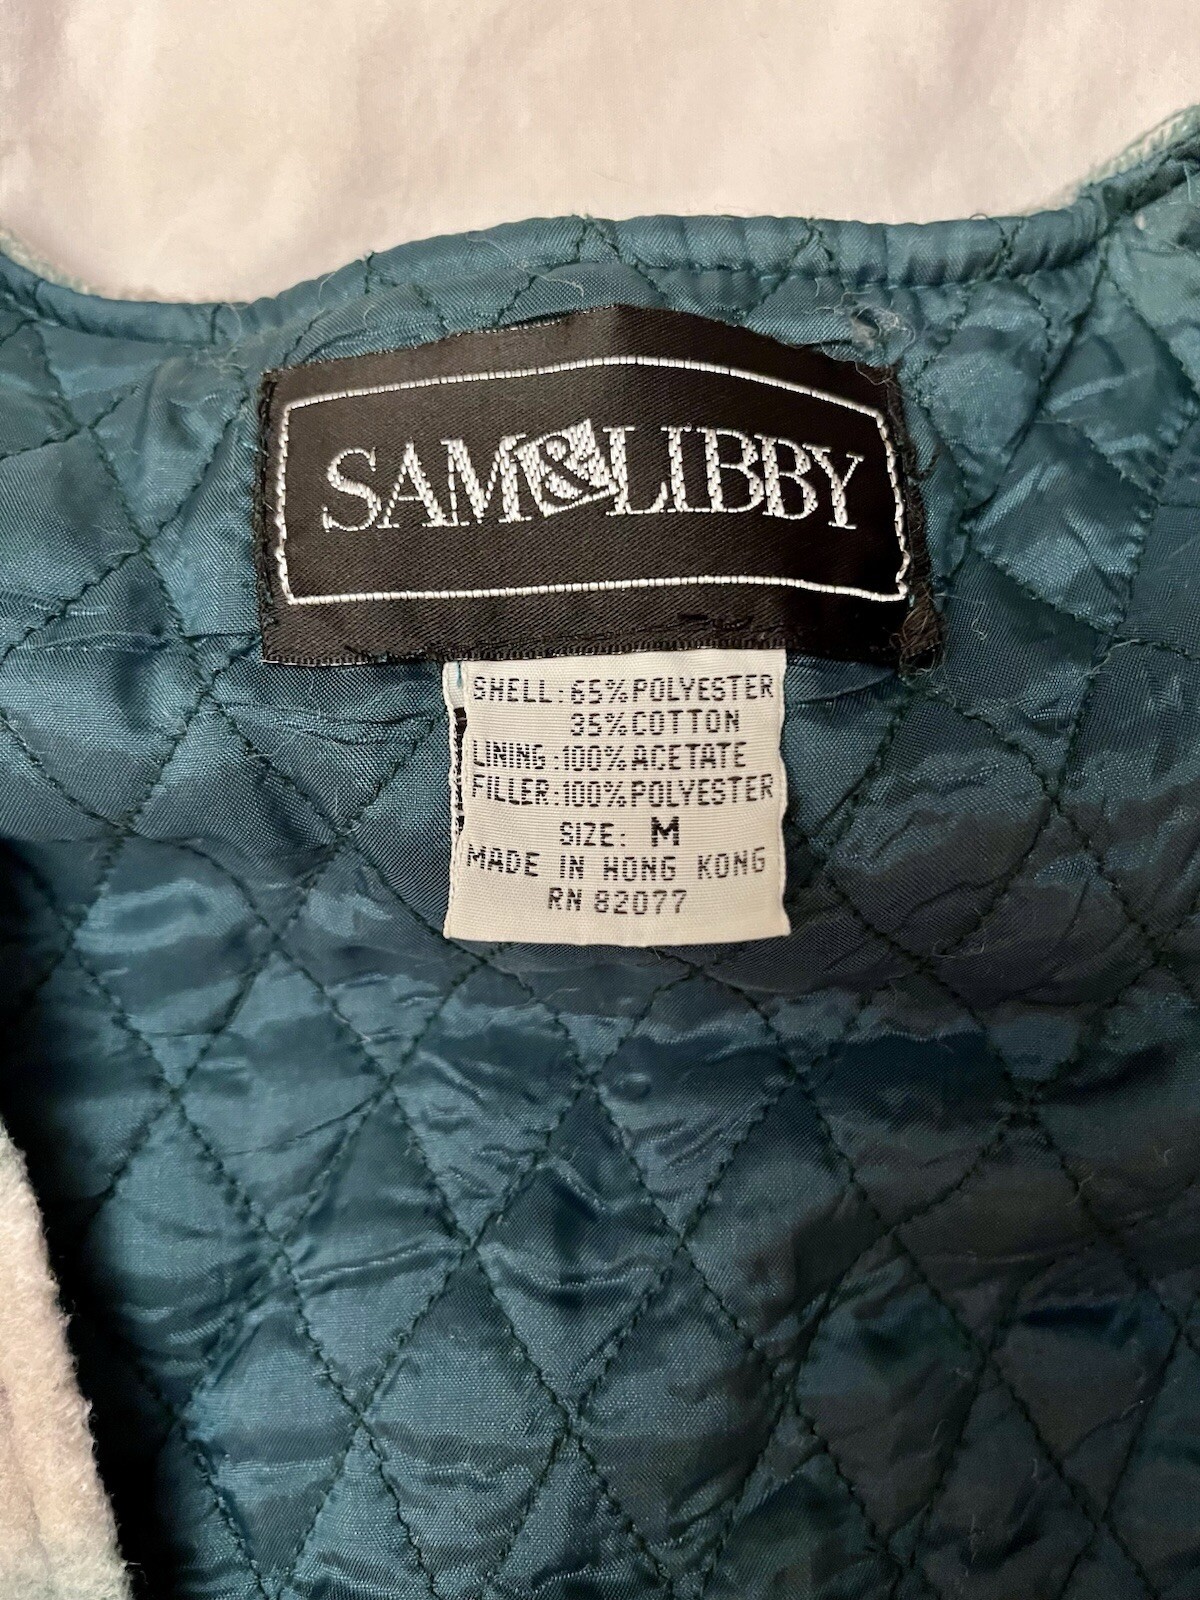 SAM&LIBBY
SHELL:65%POLYESTER
35%COTTON
LINING:100%ACETATE
FILLER:100%POLYESTER
SIZE: M
MADE IN HONG KONG
RN 82077